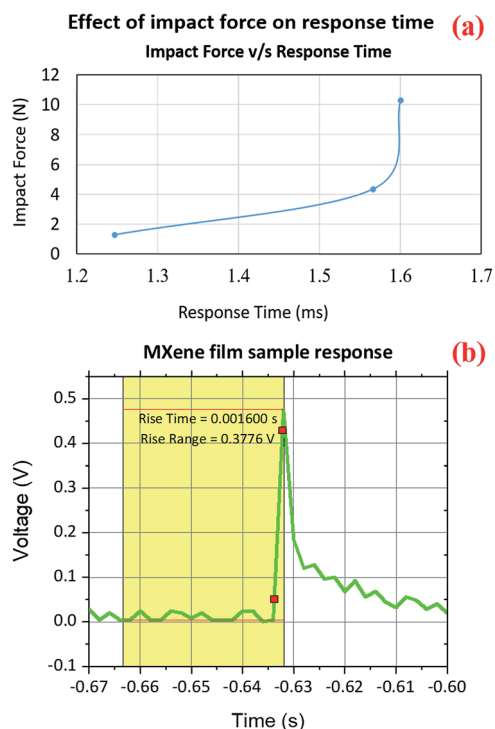 Effect of impact force on response time (a)
Impact Force v/s Response Time
Impact Force (N)
12
10
8
6
4
2
0
1.2 1.3 1.4 1.5 1.6 1.7
Response Time (ms)
MXene film sample response (b)
Voltage (V)
0.5
0.4
0.3
0.2
0.1
0.0
-0.1
Rise Time = 0.001600 s
Rise Range = 0.3776 V
-0.67 -0.66 -0.65 -0.64 -0.63 -0.62 -0.61 -0.60
Time (s)